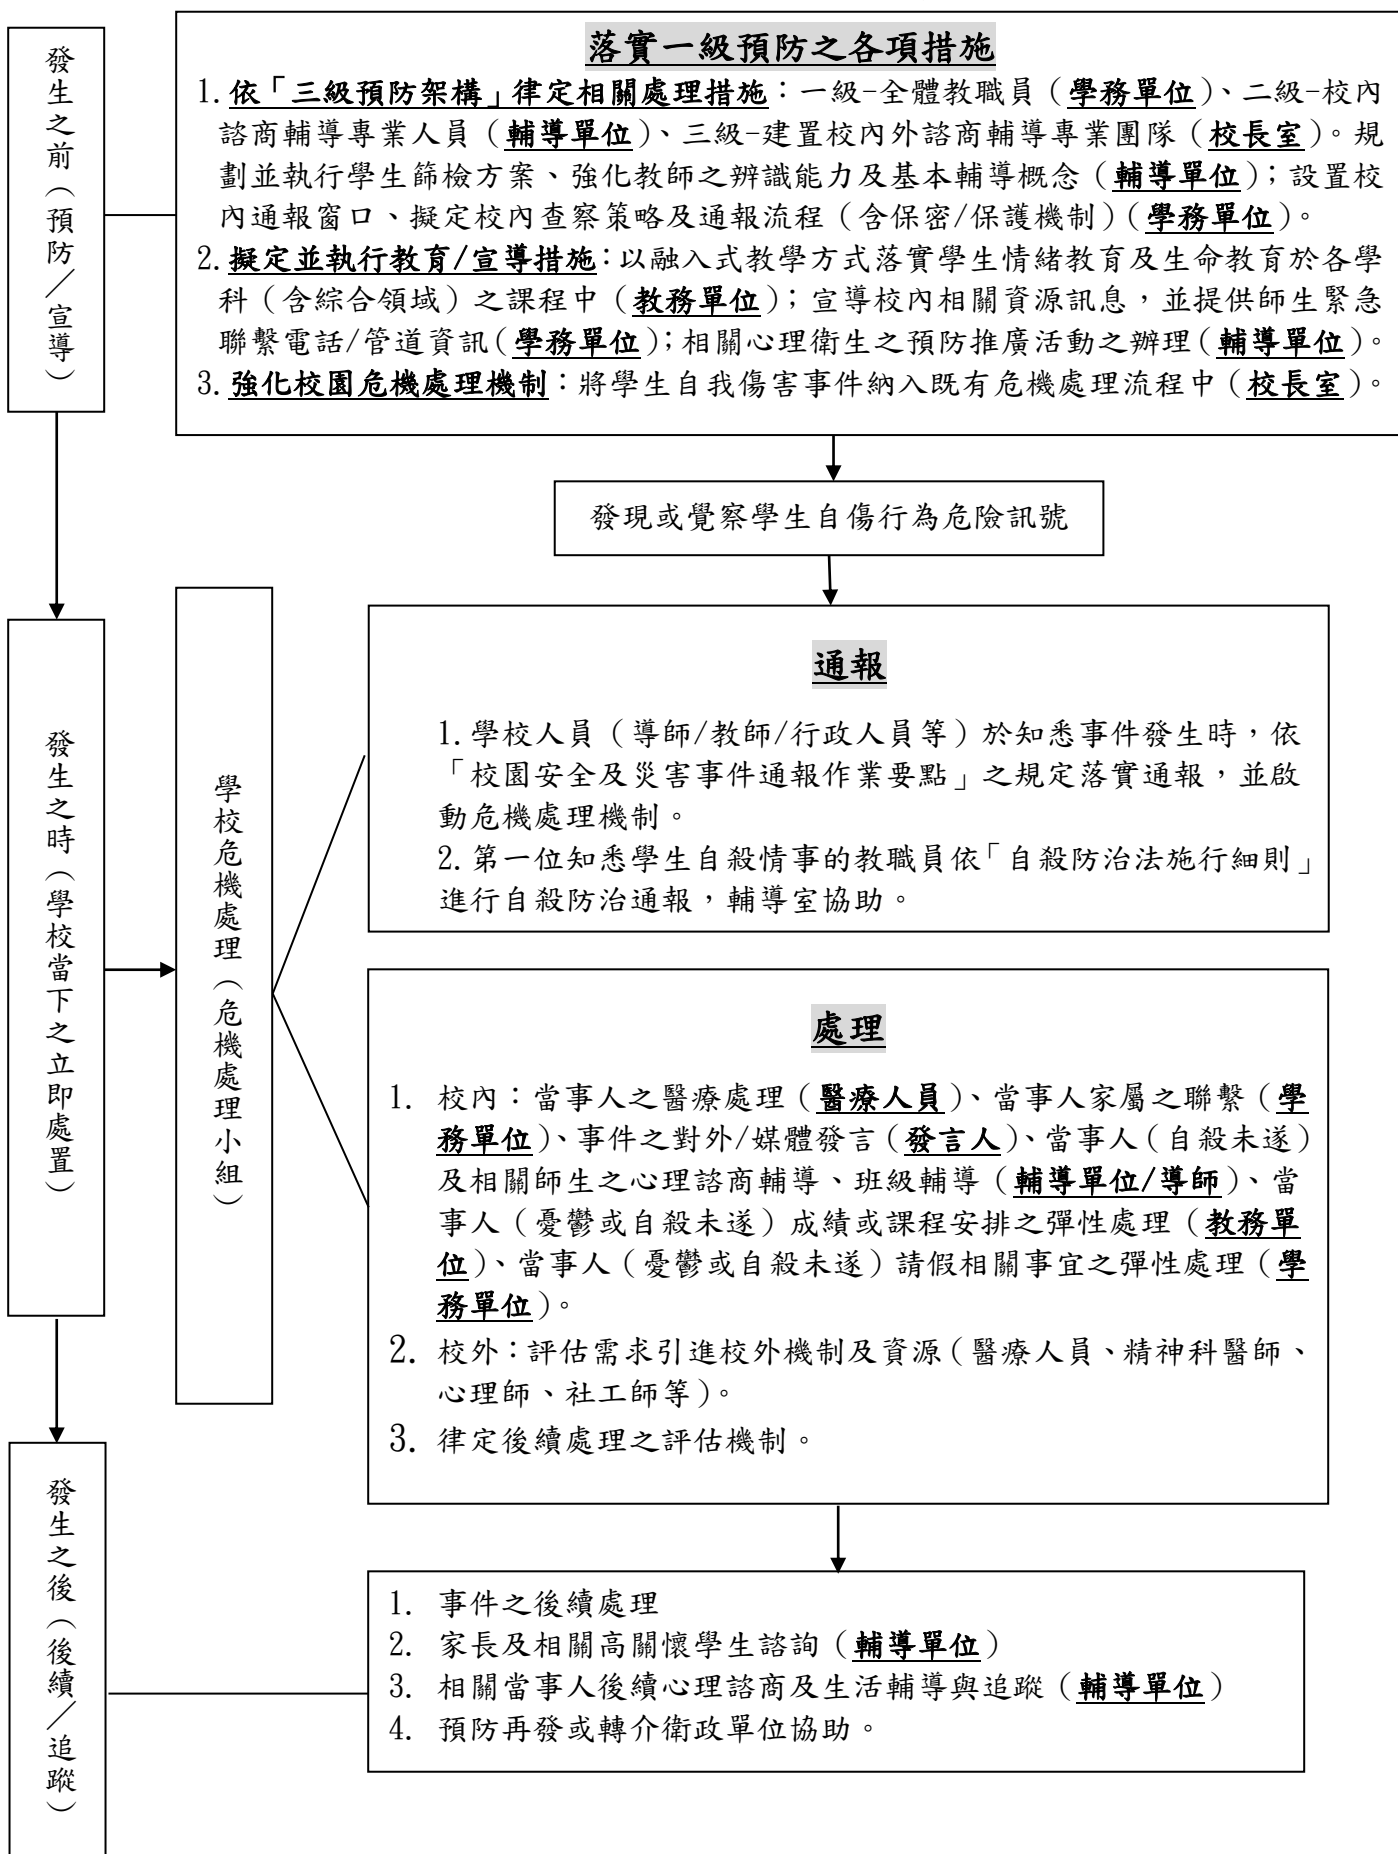 發生之前（預防／宣導）
落實一級預防之各項措施
1.依「三級預防架構」律定相關處理措施：一級-全體教職員（學務單位）、二級-校內
諮商輔導專業人員（輔導單位）、三級-建置校內外諮商輔導專業團隊（校長室）。規
劃並執行學生篩檢方案、強化教師之辨識能力及基本輔導概念（輔導單位）；設置校
內通報窗口、擬定校內查察策略及通報流程（含保密/保護機制）（學務單位）。
2.擬定並執行教育/宣導措施：以融入式教學方式落實學生情緒教育及生命教育於各學
科（含綜合領域）之課程中（教務單位）；宣導校內相關資源訊息，並提供師生緊急
聯繫電話/管道資訊（學務單位）；相關心理衛生之預防推廣活動之辦理（輔導單位）。
3.強化校園危機處理機制：將學生自我傷害事件納入既有危機處理流程中（校長室）。
發現或覺察學生自傷行為危險訊號
發生之時（學校當下之立即處置）
學校危機處理（危機處理小組）
通報
1.學校人員（導師/教師/行政人員等）於知悉事件發生時，依
「校園安全及災害事件通報作業要點」之規定落實通報，並啟
動危機處理機制。
2.第一位知悉學生自殺情事的教職員依「自殺防治法施行細則」
進行自殺防治通報，輔導室協助。
處理
1. 校內：當事人之醫療處理（醫療人員）、當事人家屬之聯繫（學
務單位）、事件之對外/媒體發言（發言人）、當事人（自殺未遂）
及相關師生之心理諮商輔導、班級輔導（輔導單位/導師）、當
事人（憂鬱或自殺未遂）成績或課程安排之彈性處理（教務單
位）、當事人（憂鬱或自殺未遂）請假相關事宜之彈性處理（學
務單位）。
2. 校外：評估需求引進校外機制及資源（醫療人員、精神科醫師、
心理師、社工師等）。
3. 律定後續處理之評估機制。
發生之後（後續／追蹤）
1. 事件之後續處理
2. 家長及相關高關懷學生諮詢（輔導單位）
3. 相關當事人後續心理諮商及生活輔導與追蹤（輔導單位）
4. 預防再發或轉介衛政單位協助。